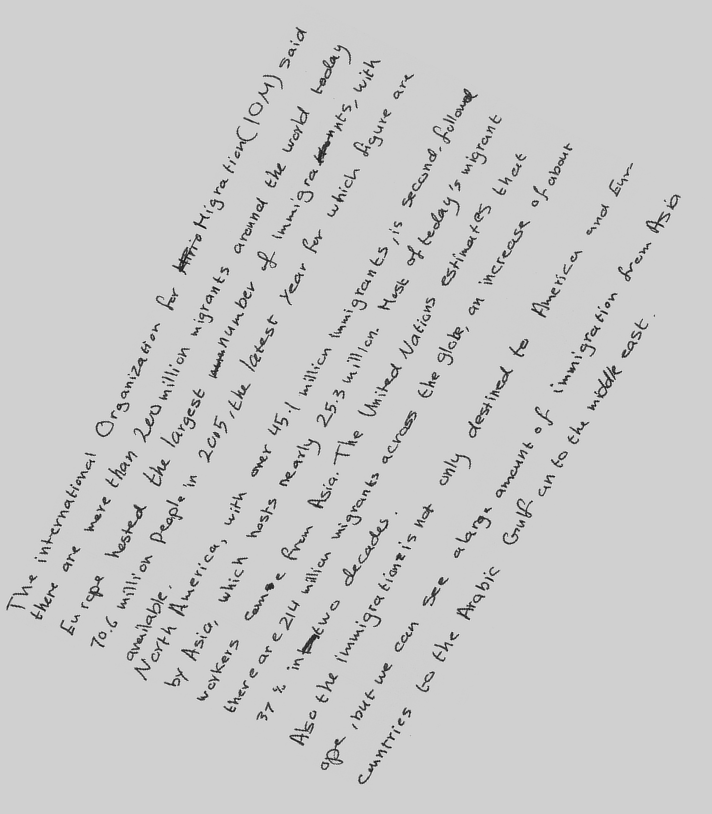 The international Organization for Migration (IOM) said
there are more than 200 million migrants around the world today
Europe hosted the largest number of immigrants, with
70.6 million people in 2005, the latest year for which figure are
available.
North America, with over 45.1 million immigrants, is second, followed
by Asia, which hosts nearly 25.3 million. Most of today's migrant
workers come from Asia. The United Nations estimates that
there are 214 million migrants across the globe, an increase of about
37 % in two decades.
Also the immigration is not only destined to America and Eur-
ope, but we can see a large amount of immigration from Asia
countries to the Arabic Gulf an to the middle east.